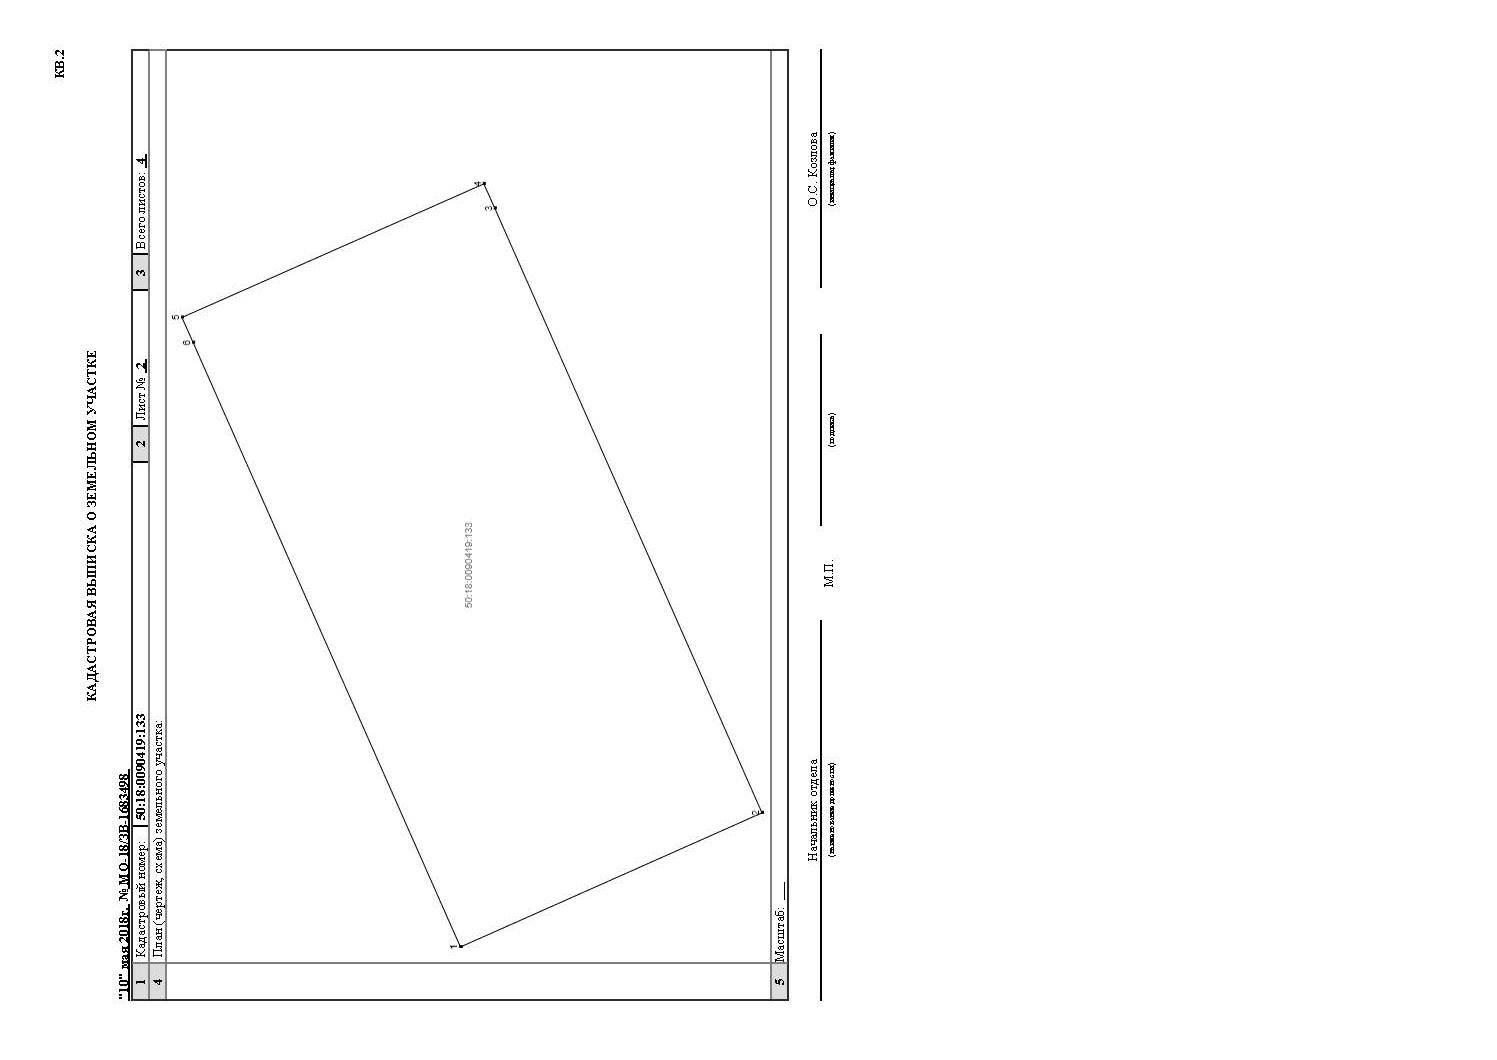 КВ.2
КАДАСТРОВАЯ ВЫПИСКА О ЗЕМЕЛЬНОМ УЧАСТКЕ
"10" мая 2018г. № МО-18/ЗВ-1683498
1 Кадастровый номер: 50:18:0090419:133 2 Лист № 2 3 Всего листов: 4
4 План (чертеж, схема) земельного участка:
5
6
4
3
50:18:0090419:133
1
2
5 Масштаб: __
Начальник отдела М.П. О.С. Козлова
(подпись)